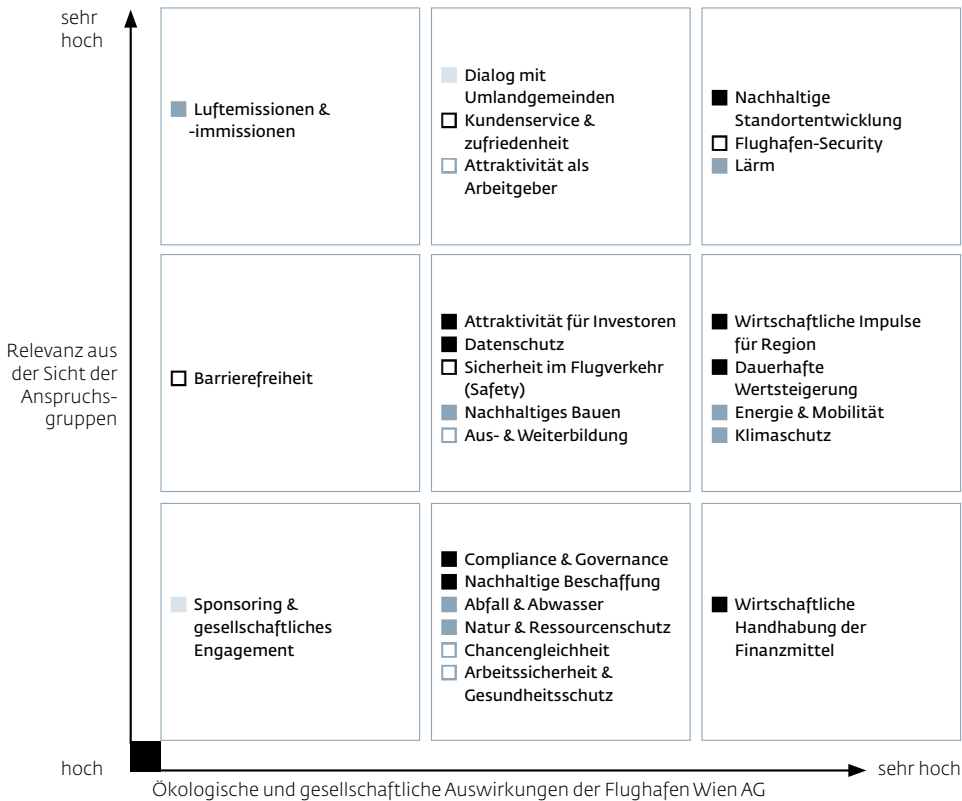 sehr
hoch
Luftemissionen &
-immissionen
Dialog mit
Umlandgemeinden
Kundenservice &
zufriedenheit
Attraktivität als
Arbeitgeber
Nachhaltige
Standortentwicklung
Flughafen-Security
Lärm
Relevanz aus
der Sicht der
Anspruchs-
gruppen
Barrierefreiheit
Attraktivität für Investoren
Datenschutz
Sicherheit im Flugverkehr
(Safety)
Nachhaltiges Bauen
Aus- & Weiterbildung
Wirtschaftliche Impulse
für Region
Dauerhafte
Wertsteigerung
Energie & Mobilität
Klimaschutz
Sponsoring &
gesellschaftliches
Engagement
Compliance & Governance
Nachhaltige Beschaffung
Abfall & Abwasser
Natur & Ressourcenschutz
Chancengleichheit
Arbeitssicherheit &
Gesundheitsschutz
Wirtschaftliche
Handhabung der
Finanzmittel
hoch
sehr hoch
Ökologische und gesellschaftliche Auswirkungen der Flughafen Wien AG